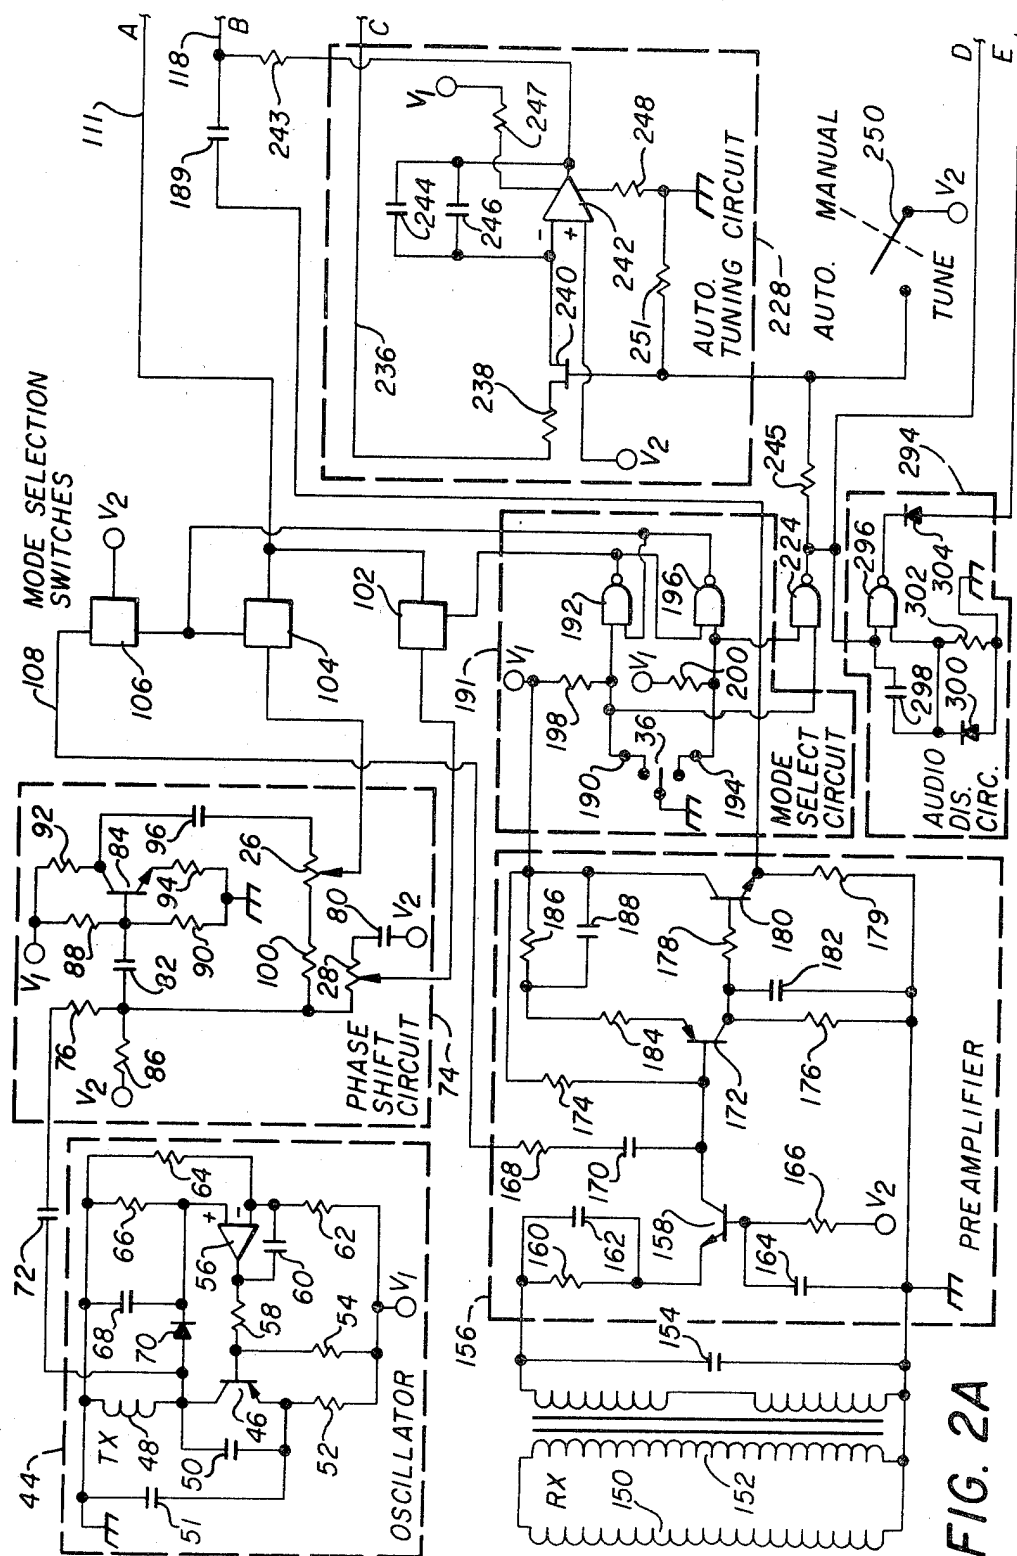 FIG. 2A
44
OSCILLATOR
TX
48
50
51
46
52
54
58
60
56
62
64
66
68
70
72
+
-
V1
74
PHASE
SHIFT
CIRCUIT
76
V2
86
82
88
90
V1
92
84
94
96
26
100
28
80
V2
108
MODE SELECTION
SWITCHES
106
V2
104
102
111
A
118
B
189
243
C
236
238
240
244
246
242
-
+
V1
247
248
251
V2
AUTO.
TUNING CIRCUIT
228
AUTO.
MANUAL
TUNE
250
V2
D
E
RX
150
152
154
156
160
162
158
164
166
V2
168
170
174
172
176
184
186
188
178
182
180
179
PREAMPLIFIER
191
V1
198
190
36
194
V1
200
192
196
MODE
SELECT
CIRCUIT
224
245
AUDIO
DIS.
CIRC.
298
300
296
302
304
294